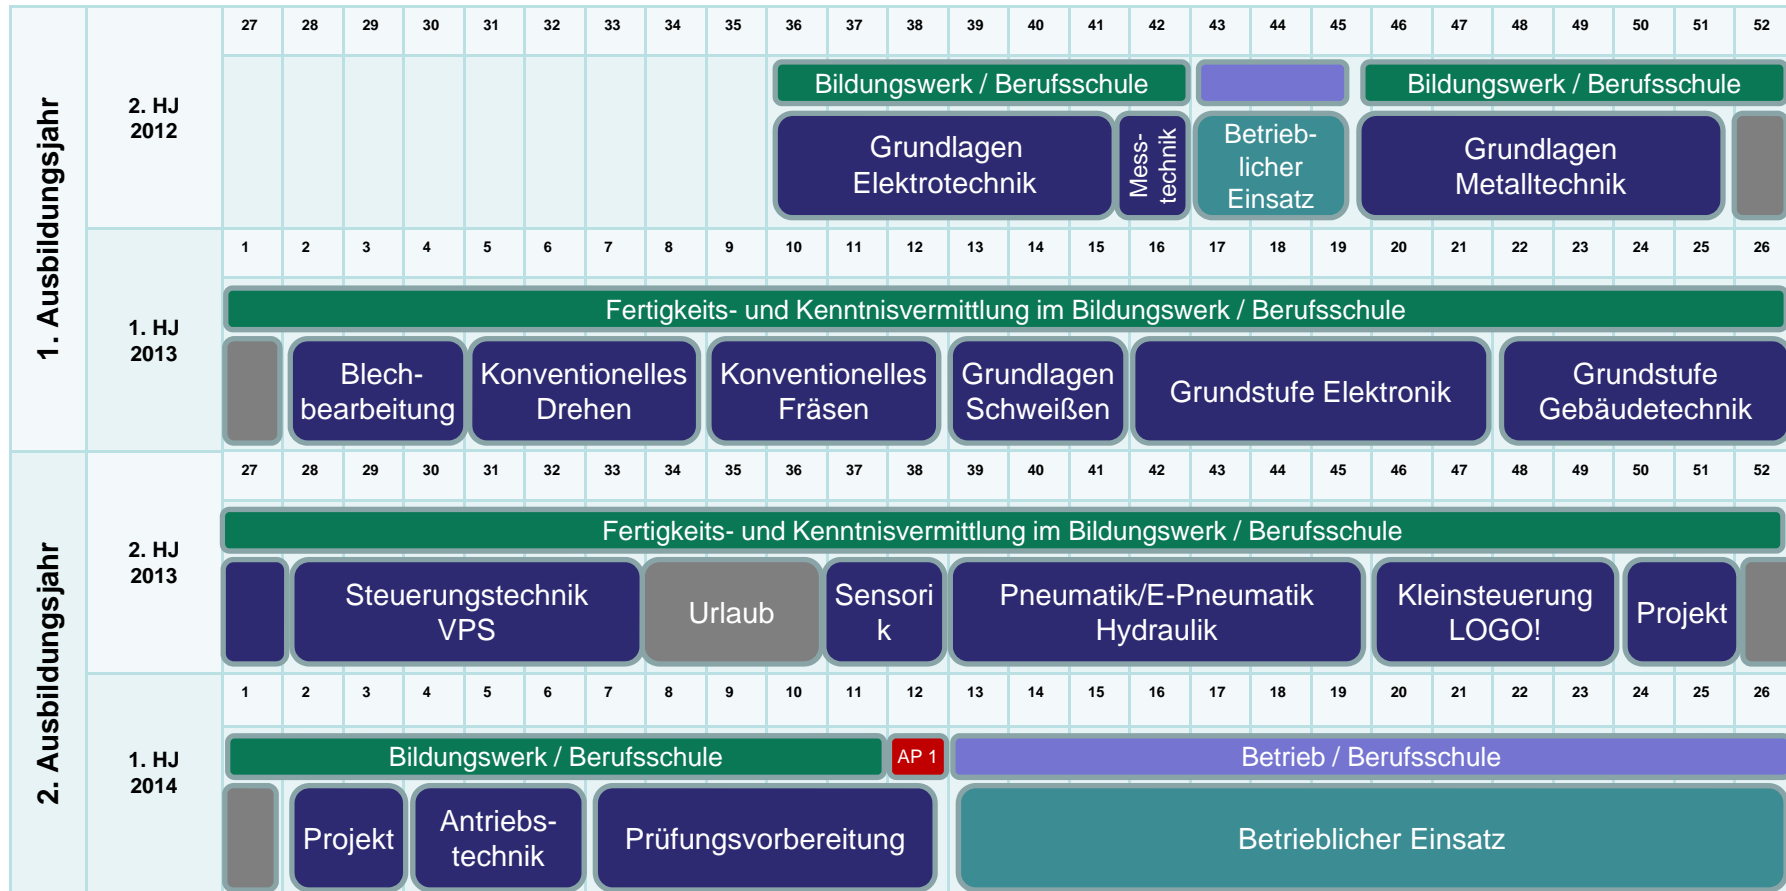 1. Ausbildungsjahr
2. HJ
2012
27 28 29 30 31 32 33 34 35 36 37 38 39 40 41 42 43 44 45 46 47 48 49 50 51 52
Bildungswerk / Berufsschule
Bildungswerk / Berufsschule
Grundlagen
Elektrotechnik
Mess-
technik
Betrieb-
licher
Einsatz
Grundlagen
Metalltechnik
1. HJ
2013
1 2 3 4 5 6 7 8 9 10 11 12 13 14 15 16 17 18 19 20 21 22 23 24 25 26
Fertigkeits- und Kenntnisvermittlung im Bildungswerk / Berufsschule
Blech-
bearbeitung
Konventionelles
Drehen
Konventionelles
Fräsen
Grundlagen
Schweißen
Grundstufe Elektronik
Grundstufe
Gebäudetechnik
2. Ausbildungsjahr
2. HJ
2013
27 28 29 30 31 32 33 34 35 36 37 38 39 40 41 42 43 44 45 46 47 48 49 50 51 52
Fertigkeits- und Kenntnisvermittlung im Bildungswerk / Berufsschule
Steuerungstechnik
VPS
Urlaub
Sensori
k
Pneumatik/E-Pneumatik
Hydraulik
Kleinsteuerung
LOGO!
Projekt
1. HJ
2014
1 2 3 4 5 6 7 8 9 10 11 12 13 14 15 16 17 18 19 20 21 22 23 24 25 26
Bildungswerk / Berufsschule
AP 1
Betrieb / Berufsschule
Projekt
Antriebs-
technik
Prüfungsvorbereitung
Betrieblicher Einsatz